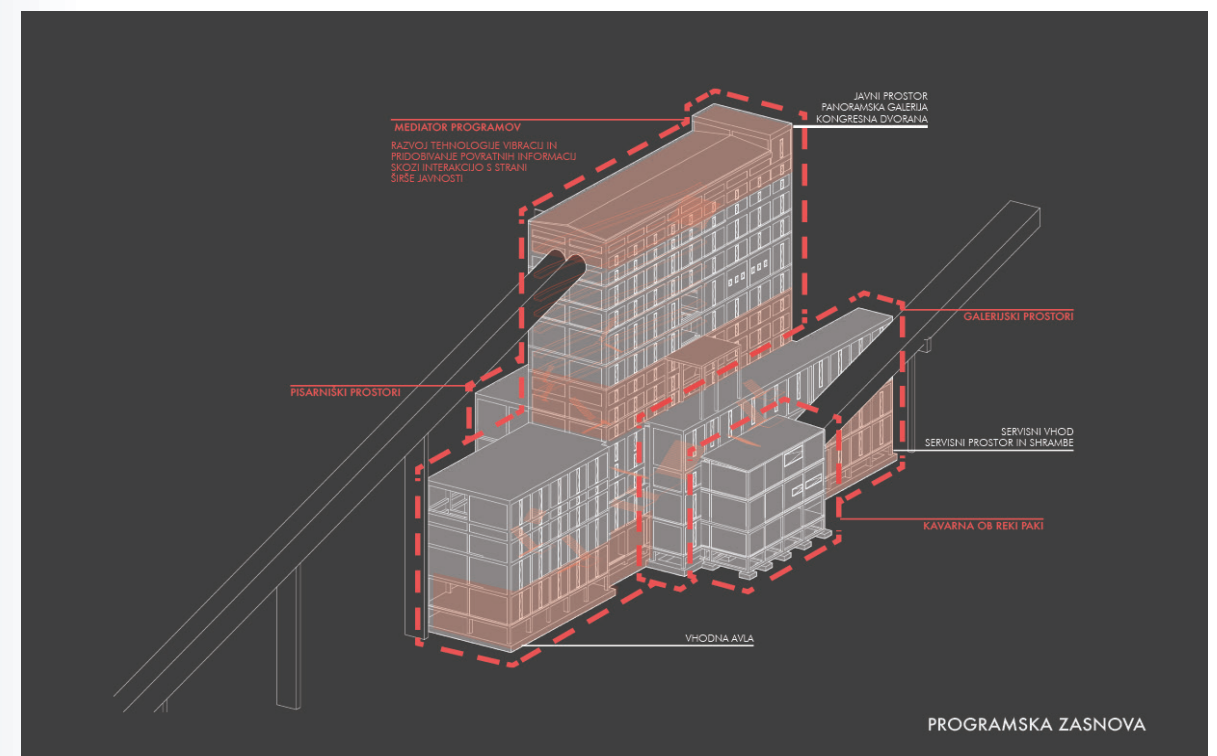 JAVNI PROSTOR
PANORAMSKA GALERIJA
KONGRESNA DVORANA
MEDIATOR PROGRAMOV
RAZVOJ TEHNOLOGIJE VIBRACIJ IN
PRIDOBIVANJE POVRATNIH INFORMACIJ
SKOZI INTERAKCIJO S STRANI
ŠIRŠE JAVNOSTI
GALERIJSKI PROSTORI
PISARNIŠKI PROSTORI
SERVISNI VHOD
SERVISNI PROSTOR IN SHRAMBE
KAVARNA OB REKI PAKI
VHODNA AVLA
PROGRAMSKA ZASNOVA